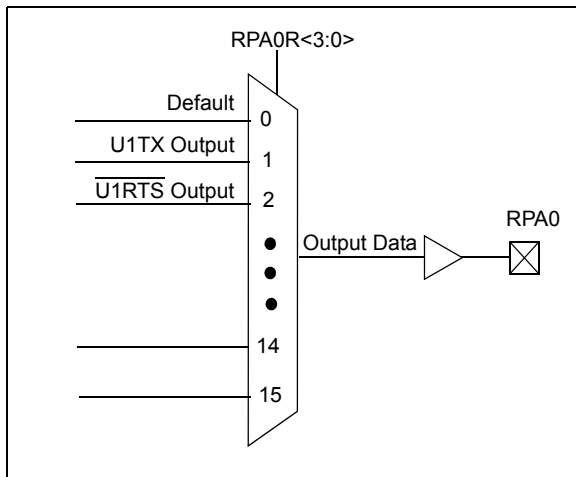 RPA0R<3:0>
Default
0
U1TX Output
1
U1RTS Output
2
RPA0
Output Data
14
15